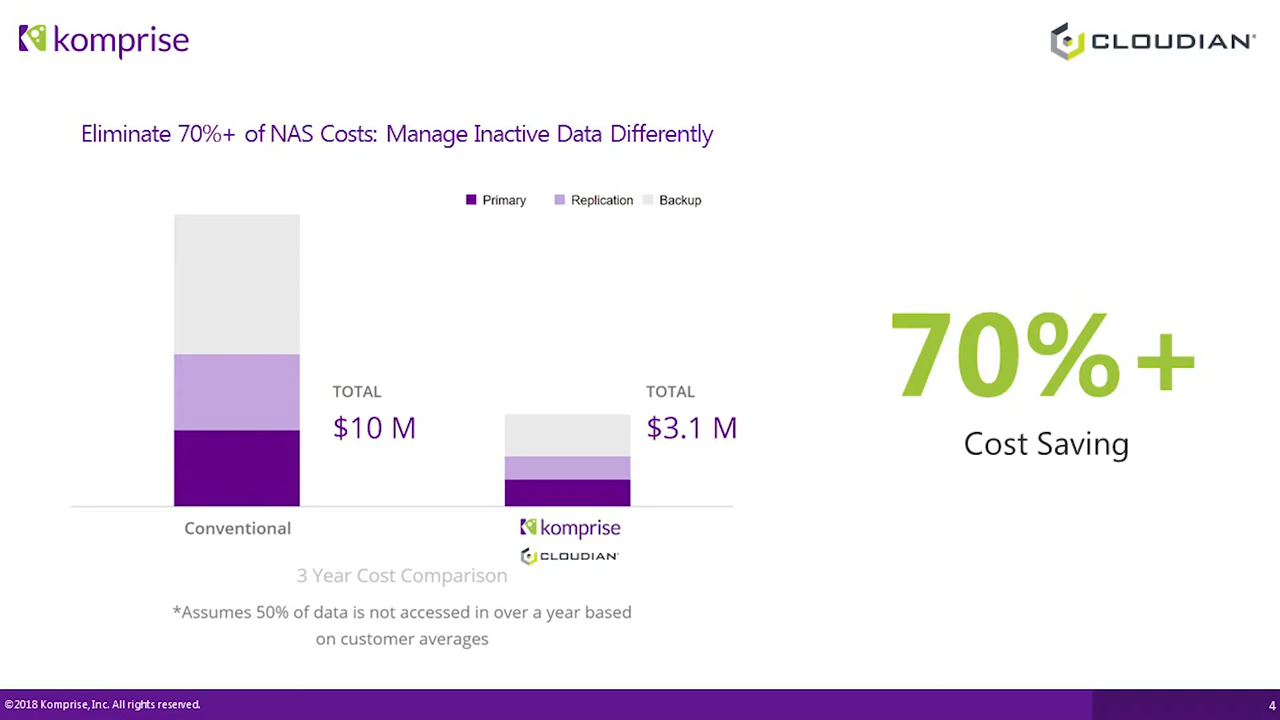 komprise
CLOUDIAN®
Eliminate 70%+ of NAS Costs: Manage Inactive Data Differently
Primary Replication Backup
TOTAL
$10 M
TOTAL
$3.1 M
70%+
Cost Saving
Conventional
komprise
CLOUDIAN®
3 Year Cost Comparison
*Assumes 50% of data is not accessed in over a year based
on customer averages
©2018 Komprise, Inc. All rights reserved.
4